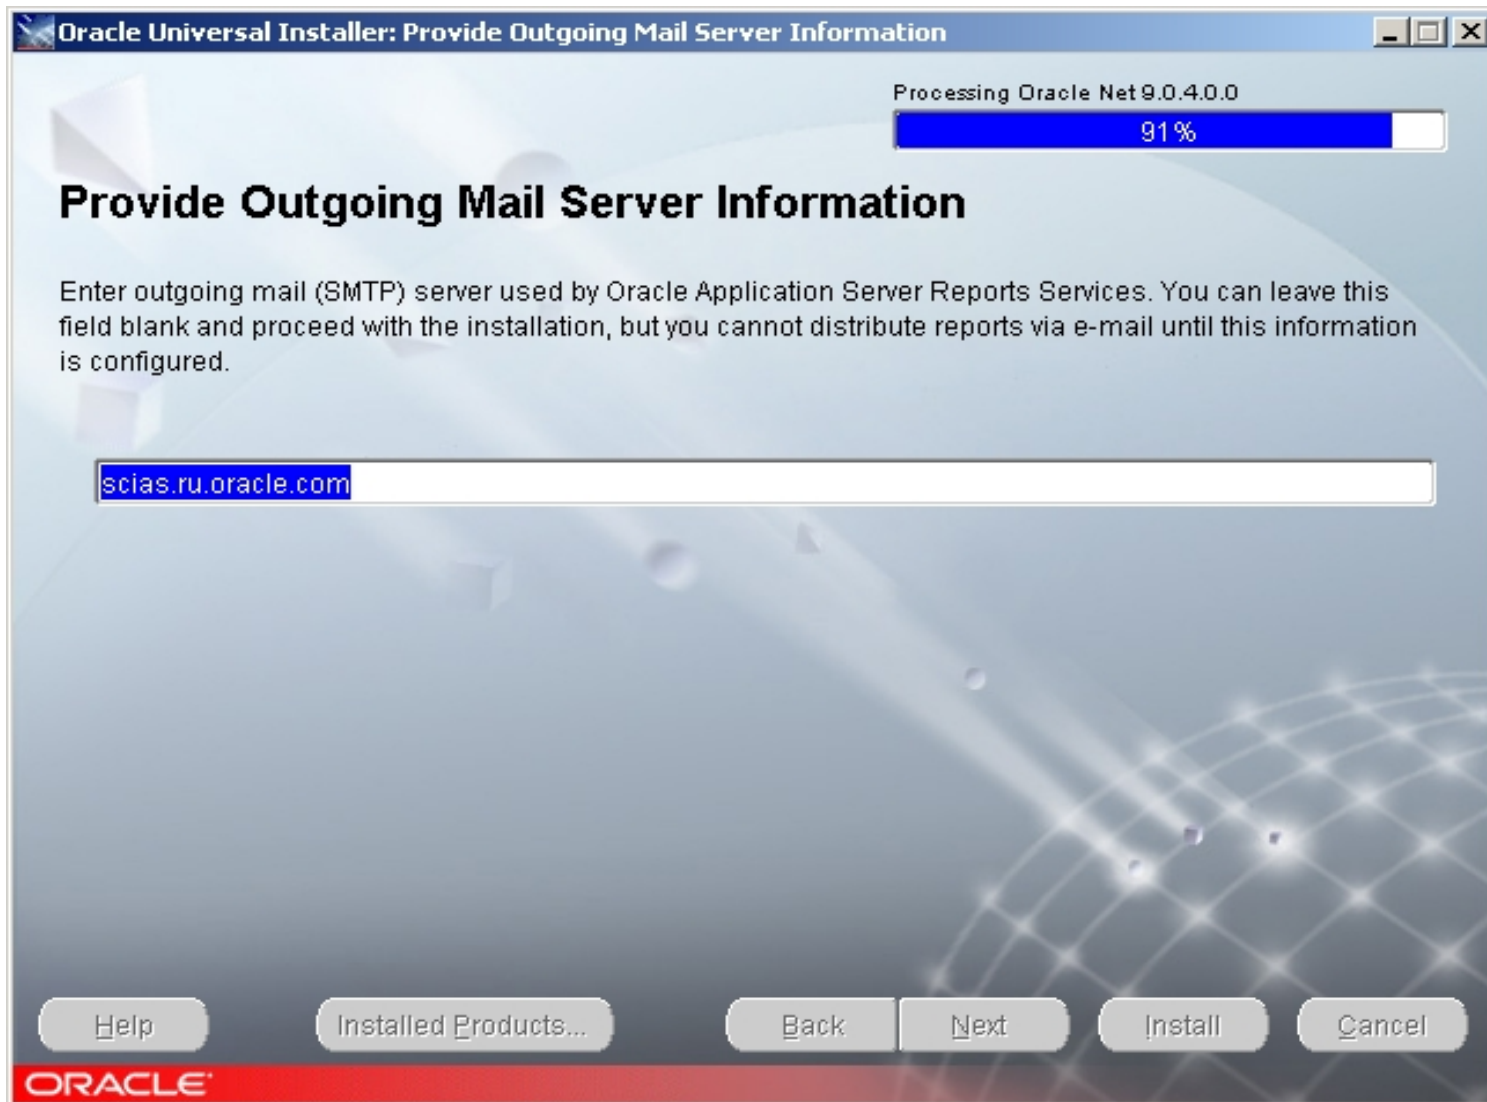 Oracle Universal Installer: Provide Outgoing Mail Server Information
Processing Oracle Net 9.0.4.0.0
91%
Provide Outgoing Mail Server Information
Enter outgoing mail (SMTP) server used by Oracle Application Server Reports Services. You can leave this
field blank and proceed with the installation, but you cannot distribute reports via e-mail until this information
is configured.
scias.ru.oracle.com
Help Installed Products... Back Next Install Cancel
ORACLE